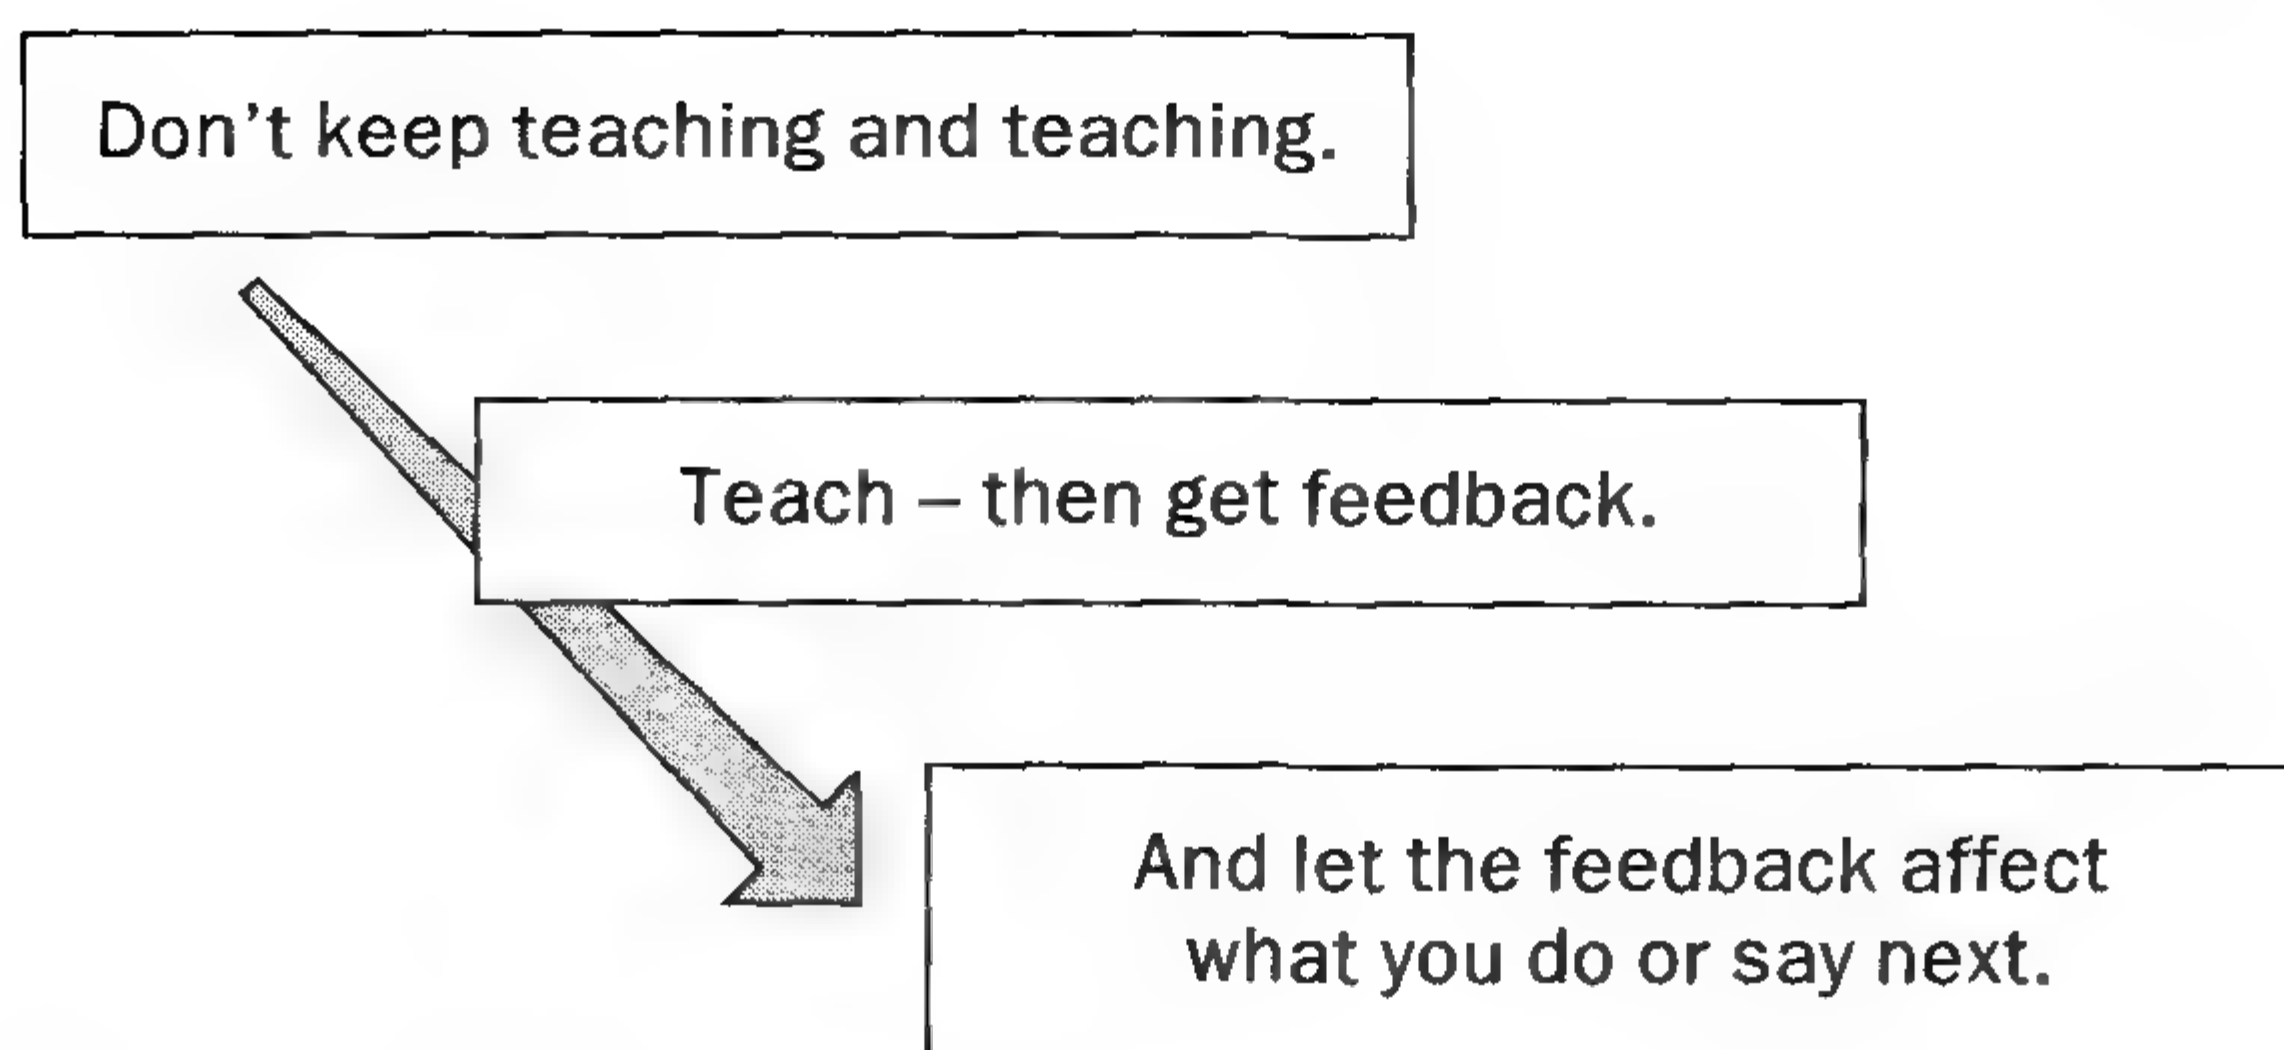 Don't keep teaching and teaching.
Teach – then get feedback.
And let the feedback affect
what you do or say next.